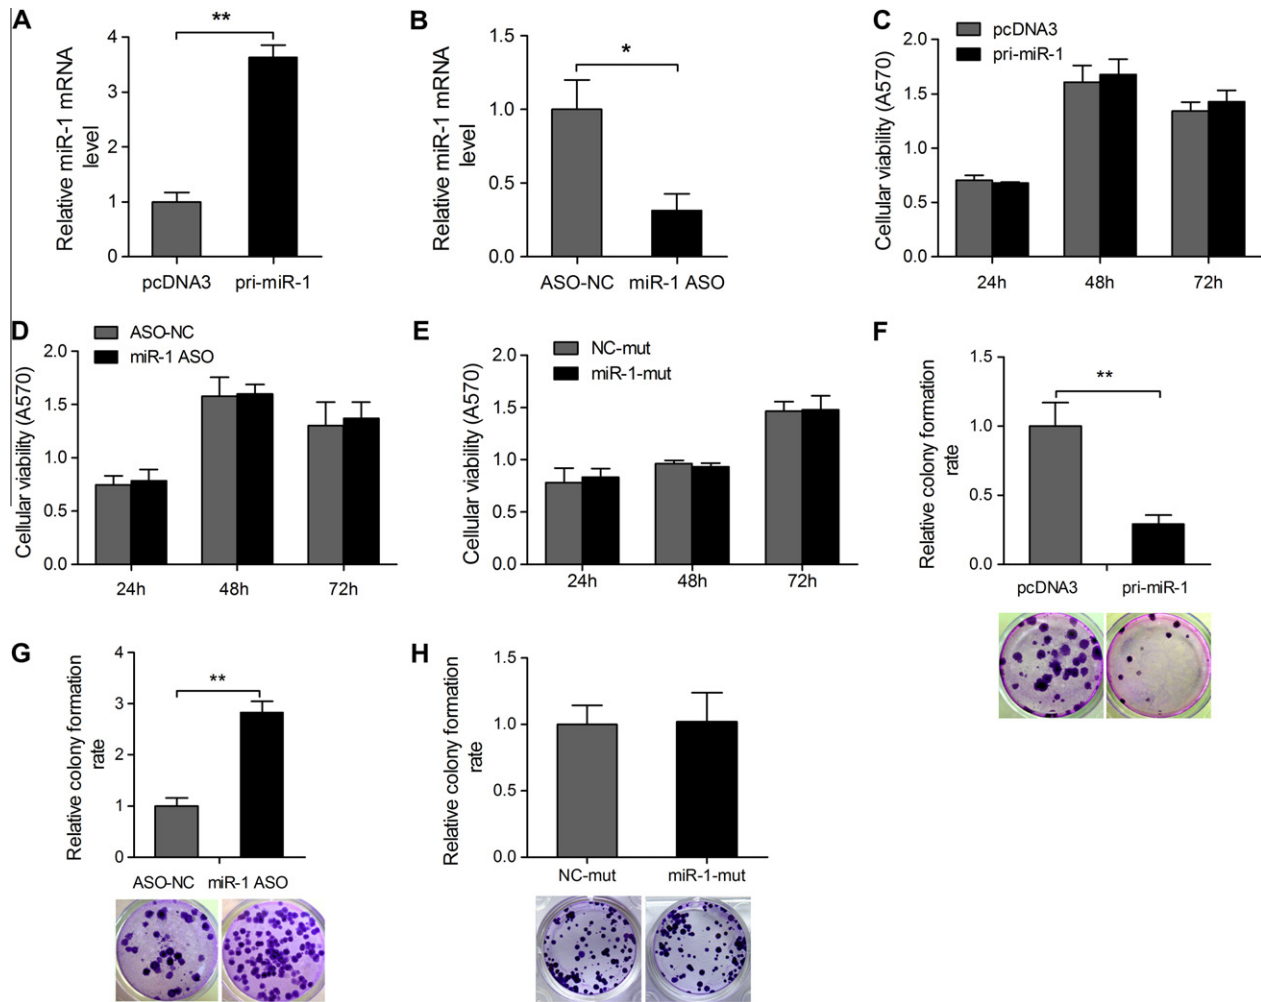 A
Relative miR-1 mRNA
level
5
4
3
2
1
0
**
pcDNA3
pri-miR-1
B
Relative miR-1 mRNA
level
1.5
1.0
0.5
0.0
*
ASO-NC
miR-1 ASO
C
pcDNA3
pri-miR-1
Cellular viability (A570)
2.0
1.5
1.0
0.5
0.0
24h
48h
72h
D
ASO-NC
miR-1 ASO
Cellular viability (A570)
2.0
1.5
1.0
0.5
0.0
24h
48h
72h
E
NC-mut
miR-1-mut
Cellular viability (A570)
2.0
1.5
1.0
0.5
0.0
24h
48h
72h
F
Relative colony formation
rate
1.5
1.0
0.5
0.0
**
pcDNA3
pri-miR-1
G
Relative colony formation
rate
4
3
2
1
0
**
ASO-NC
miR-1 ASO
H
Relative colony formation
rate
1.5
1.0
0.5
0.0
NC-mut
miR-1-mut